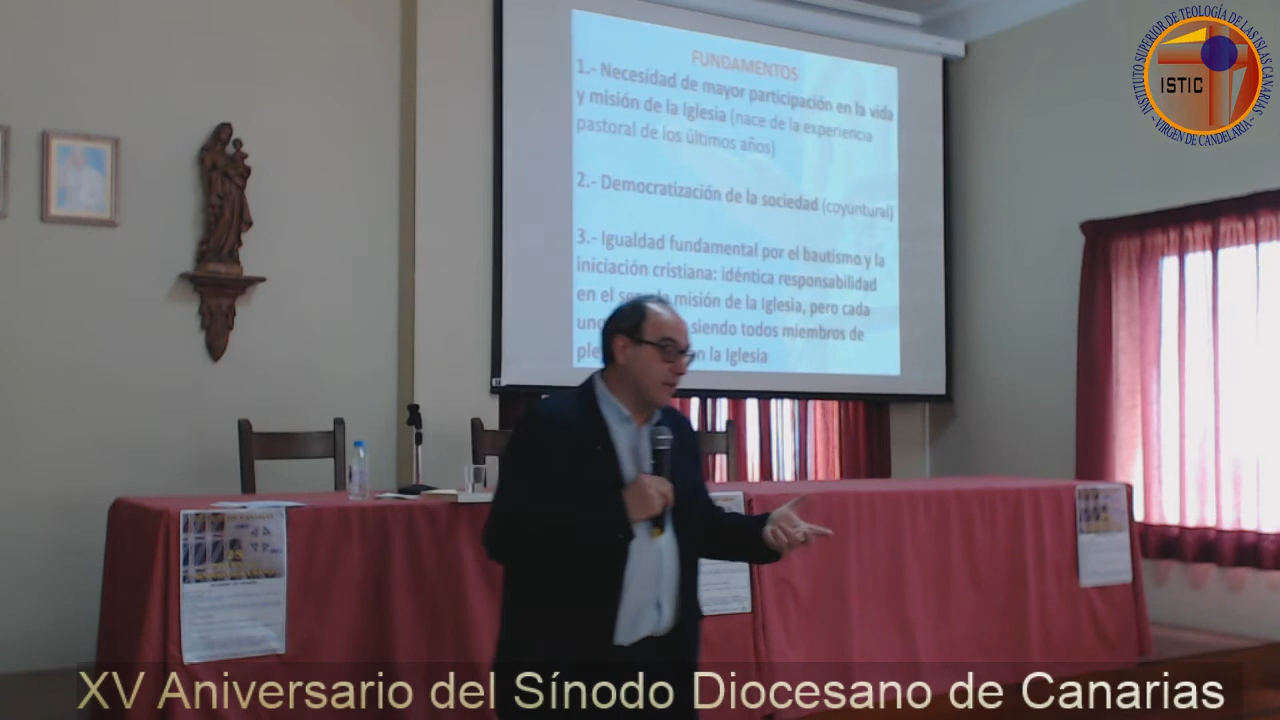 FUNDAMENTOS
1.- Necesidad de mayor participación en la vida
y misión de la Iglesia (nace de la experiencia
pastoral de los últimos años)
2.- Democratización de la sociedad (coyuntural)
3.- Igualdad fundamental por el bautismo y la
iniciación cristiana: idéntica responsabilidad
en el misión de la Iglesia, pero cada
siendo todos miembros de
la Iglesia
INSTITUTO SUPERIOR DE TEOLOGÍA DE LAS ISLAS CANARIAS
ISTIC
~ VIRGEN DE CANDELARIA ~
XV Aniversario del Sínodo Diocesano de Canarias